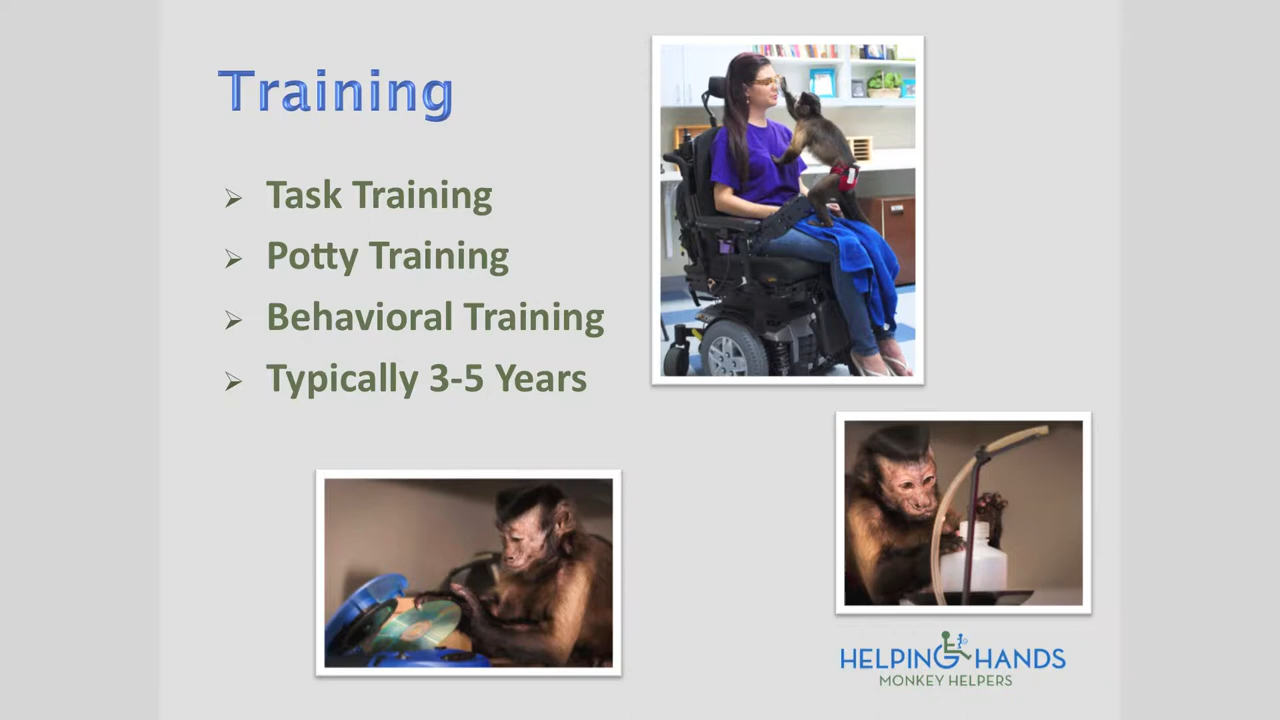 Training
Task Training
Potty Training
Behavioral Training
Typically 3-5 Years
HELPING HANDS
MONKEY HELPERS